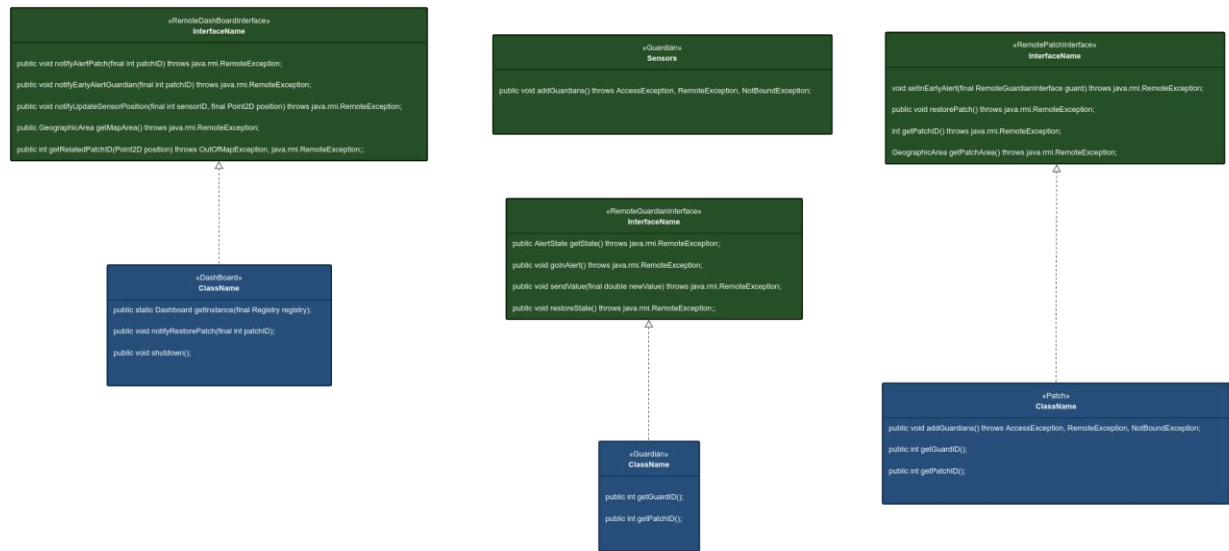 «RemoteDashBoardInterface»
InterfaceName
public void notifyAlertPatch(final int patchID) throws java.rmi.RemoteException;
public void notifyEarlyAlertGuardian(final int patchID) throws java.rmi.RemoteException;
public void notifyUpdateSensorPosition(final int sensorID, final Point2D position) throws java.rmi.RemoteException;
public GeographicArea getMapArea() throws java.rmi.RemoteException;
public int getRelatedPatchID(Point2D position) throws OutOfMapException, java.rmi.RemoteException;;
«DashBoard»
ClassName
public static Dashboard getInstance(final Registry registry);
public void notifyRestorePatch(final int patchID);
public void shutdown();
«Guardian»
Sensors
public void addGuardians() throws AccessException, RemoteException, NotBoundException;
«RemoteGuardianInterface»
InterfaceName
public AlertState getState() throws java.rmi.RemoteException;
public void goInAlert() throws java.rmi.RemoteException;
public void sendValue(final double newValue) throws java.rmi.RemoteException;
public void restoreState() throws java.rmi.RemoteException;;
«Guardian»
ClassName
public int getGuardID();
public int getPatchID();
«RemotePatchInterface»
InterfaceName
void setInEarlyAlert(final RemoteGuardianInterface guard) throws java.rmi.RemoteException;
public void restorePatch() throws java.rmi.RemoteException;
int getPatchID() throws java.rmi.RemoteException;
GeographicArea getPatchArea() throws java.rmi.RemoteException;
«Patch»
ClassName
public void addGuardians() throws AccessException, RemoteException, NotBoundException;
public int getGuardID();
public int getPatchID();